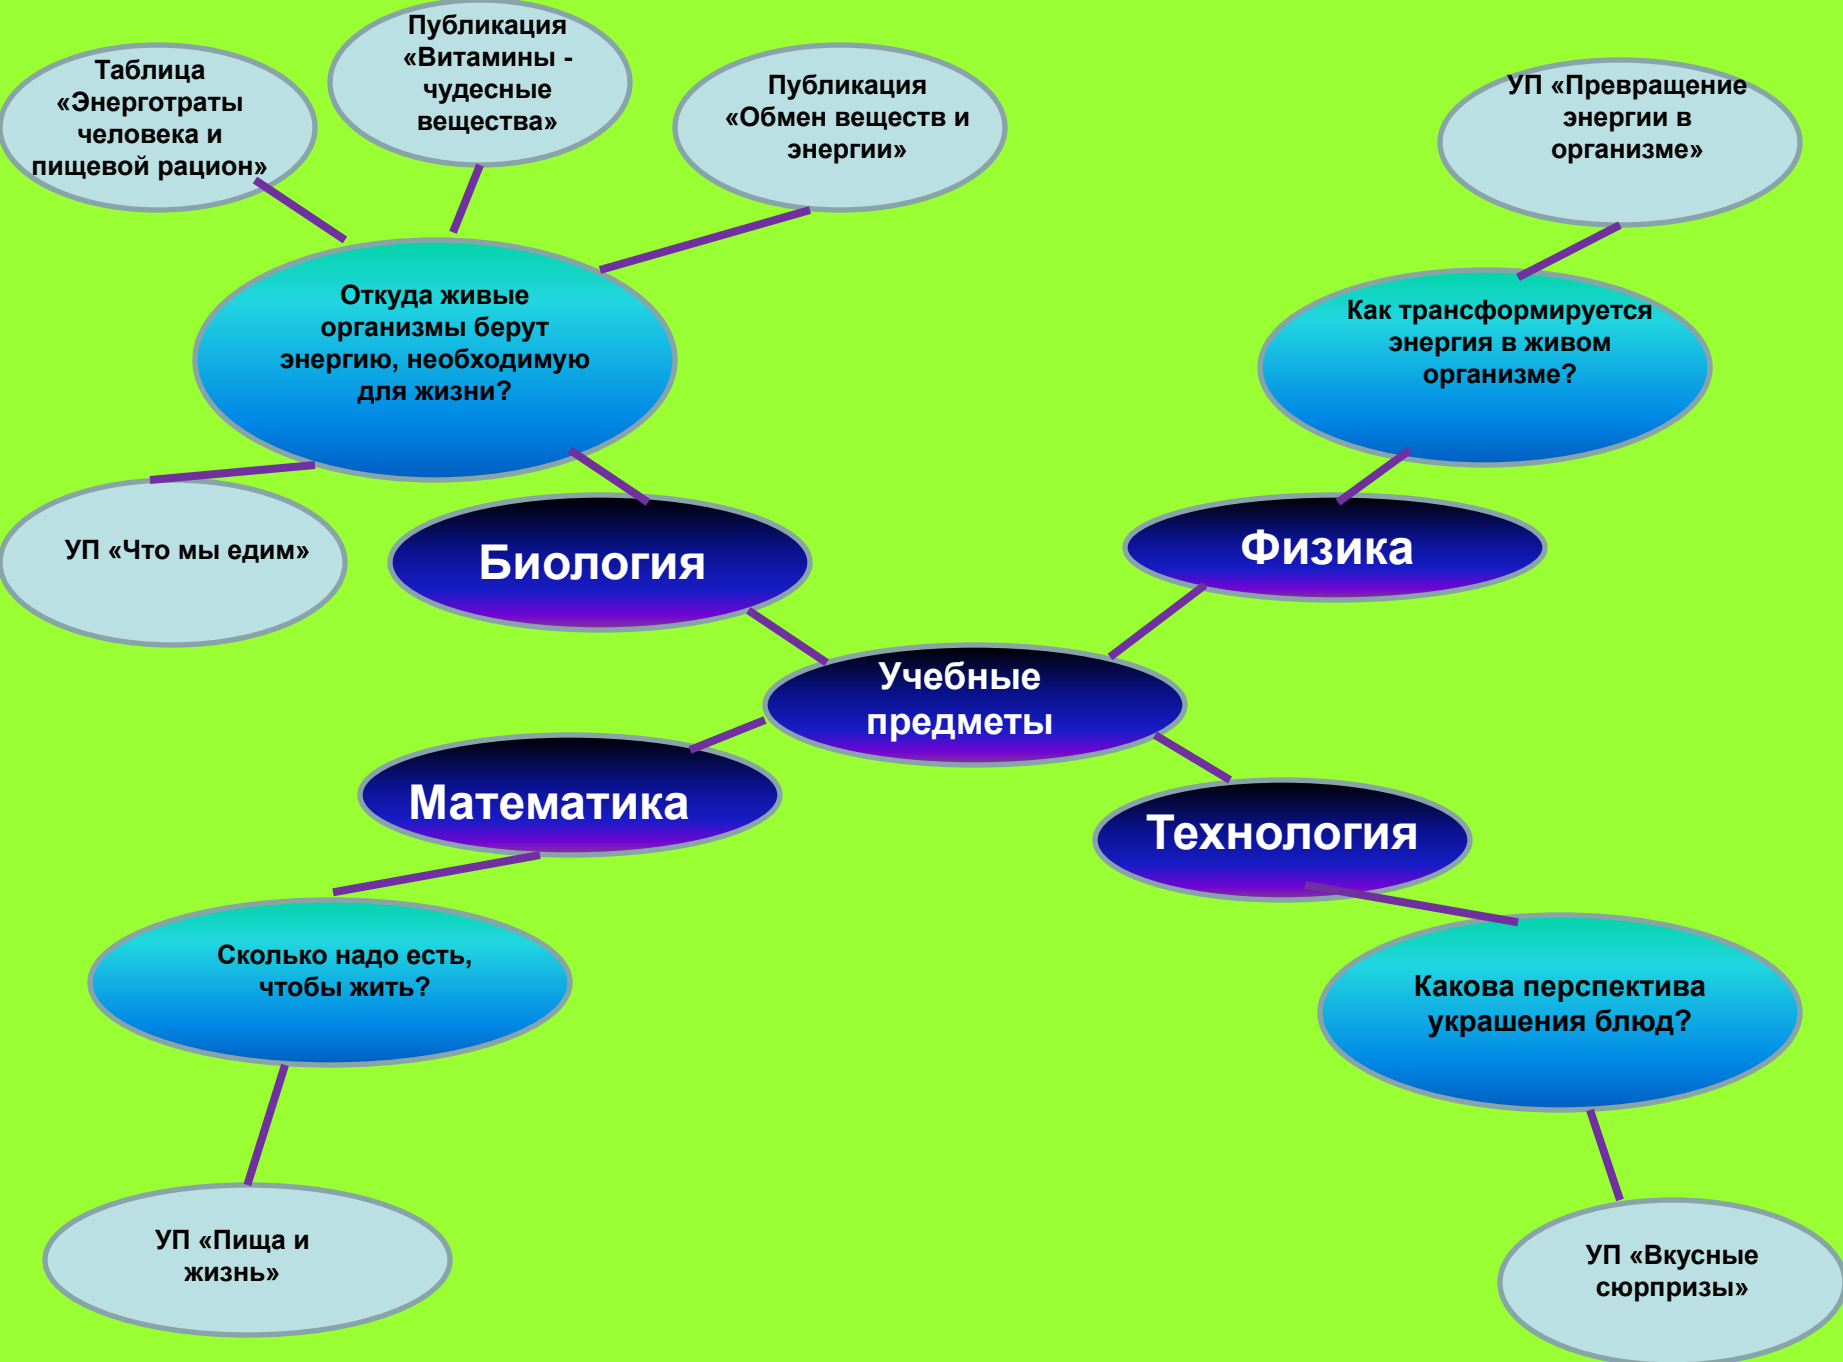 Таблица
«Энерготраты
человека и
пищевой рацион»
Публикация
«Витамины -
чудесные
вещества»
Публикация
«Обмен веществ и
энергии»
УП «Превращение
энергии в
организме»
Откуда живые
организмы берут
энергию, необходимую
для жизни?
Как трансформируется
энергия в живом
организме?
УП «Что мы едим»
Биология
Физика
Учебные
предметы
Математика
Технология
Сколько надо есть,
чтобы жить?
Какова перспектива
украшения блюд?
УП «Пища и
жизнь»
УП «Вкусные
сюрпризы»